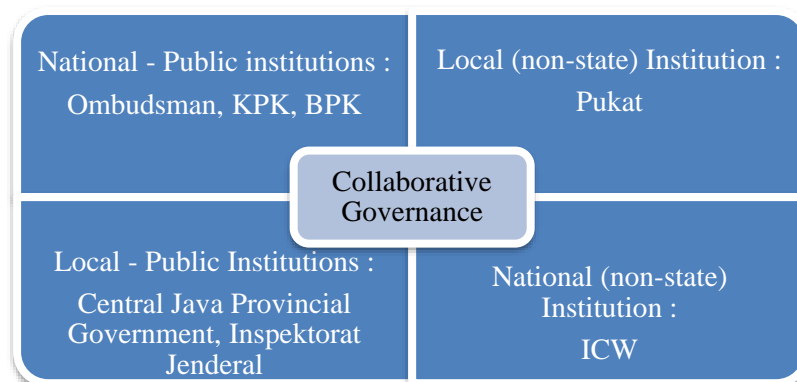 National - Public institutions :
Ombudsman, KPK, BPK
Local (non-state) Institution :
Pukat
Collaborative
Governance
Local - Public Institutions :
Central Java Provincial
Government, Inspektorat
Jenderal
National (non-state)
Institution :
ICW